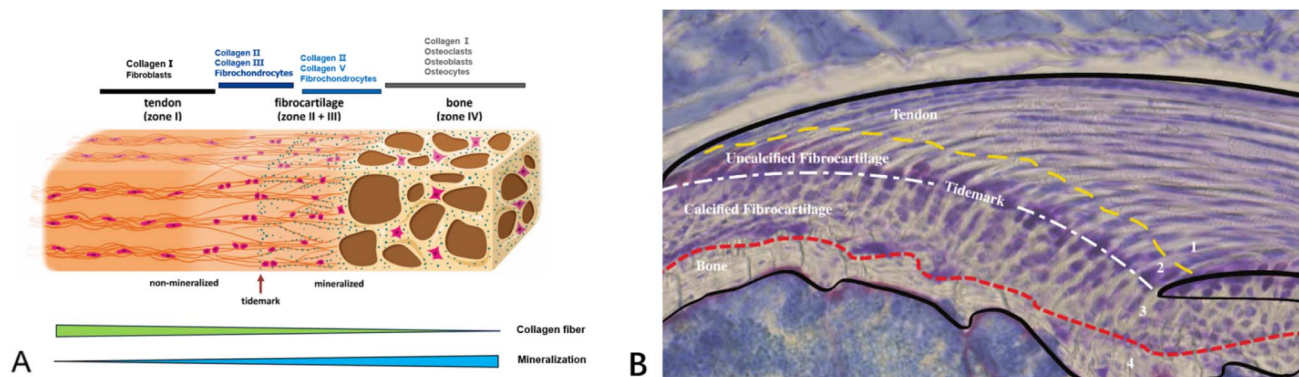 Collagen I
Fibroblasts
Collagen II
Collagen III
Fibrochondrocytes
Collagen II
Collagen V
Fibrochondrocytes
Collagen I
Osteoclasts
Osteoblasts
Osteocytes
tendon
(zone I)
fibrocartilage
(zone II + III)
bone
(zone IV)
non-mineralized
tidemark
mineralized
Collagen fiber
Mineralization
A
Tendon
Uncalcified Fibrocartilage
Tidemark
Calcified Fibrocartilage
Bone
1
2
3
4
B